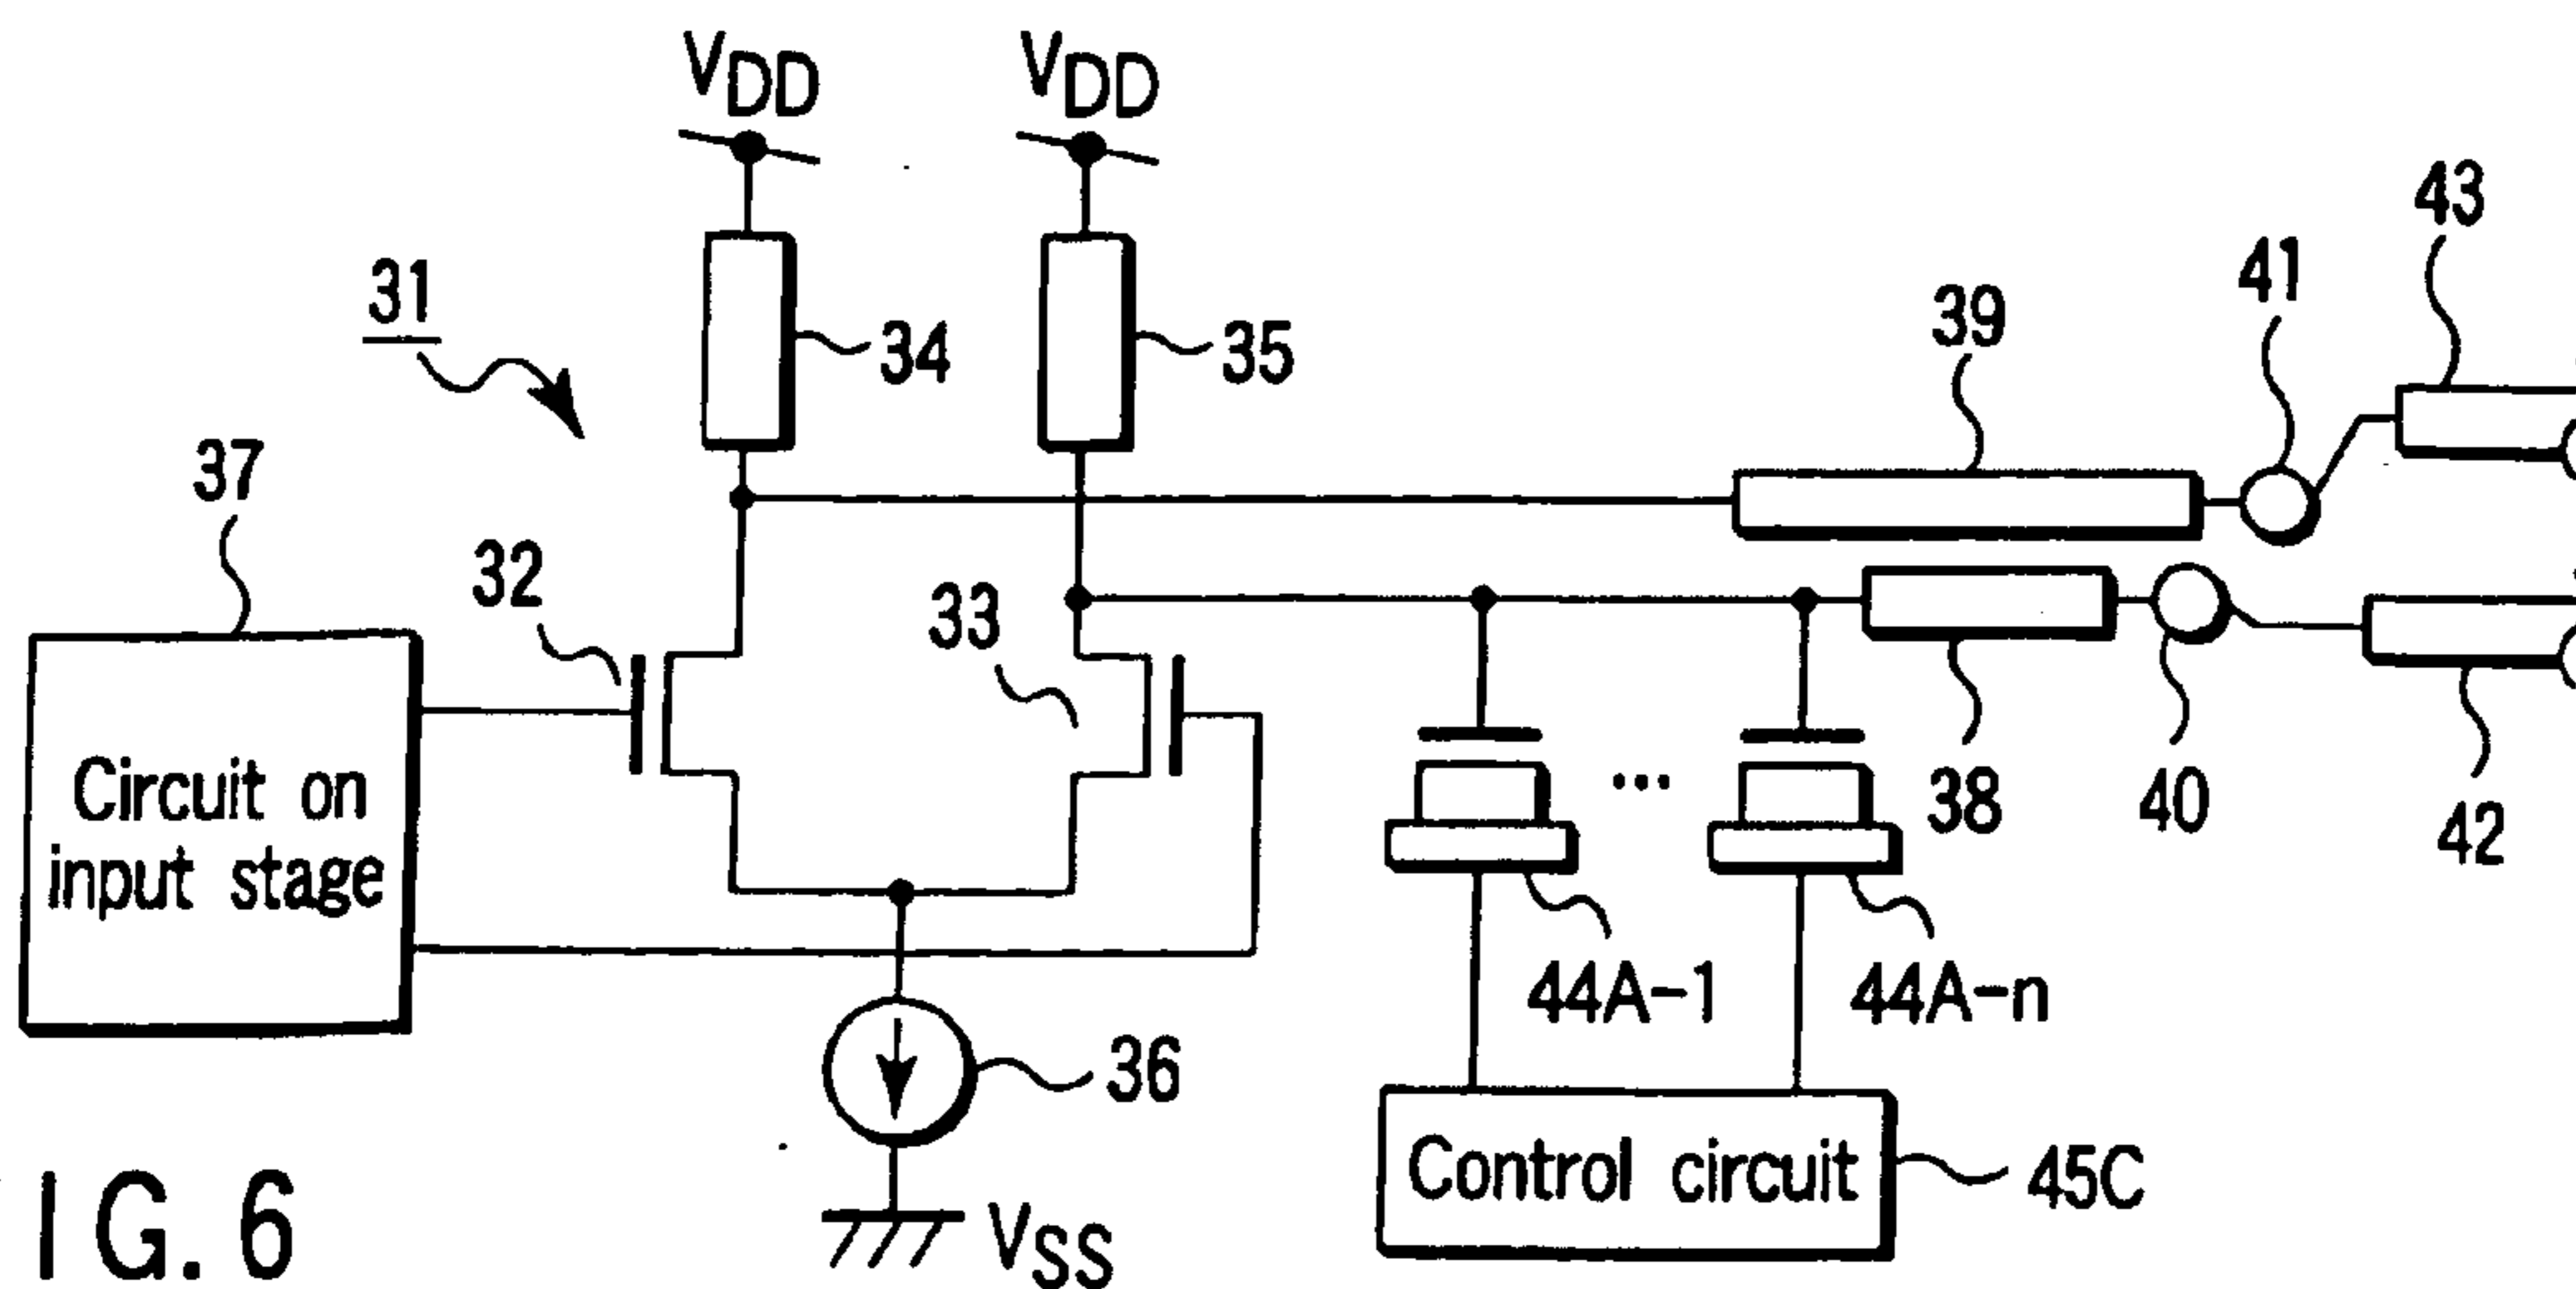 VDD VDD
43
41
31
39
34 35
37
32
33
Circuit on
input stage
38 40
42
...
44A-1 44A-n
36
Control circuit
45C
VSS
IG. 6